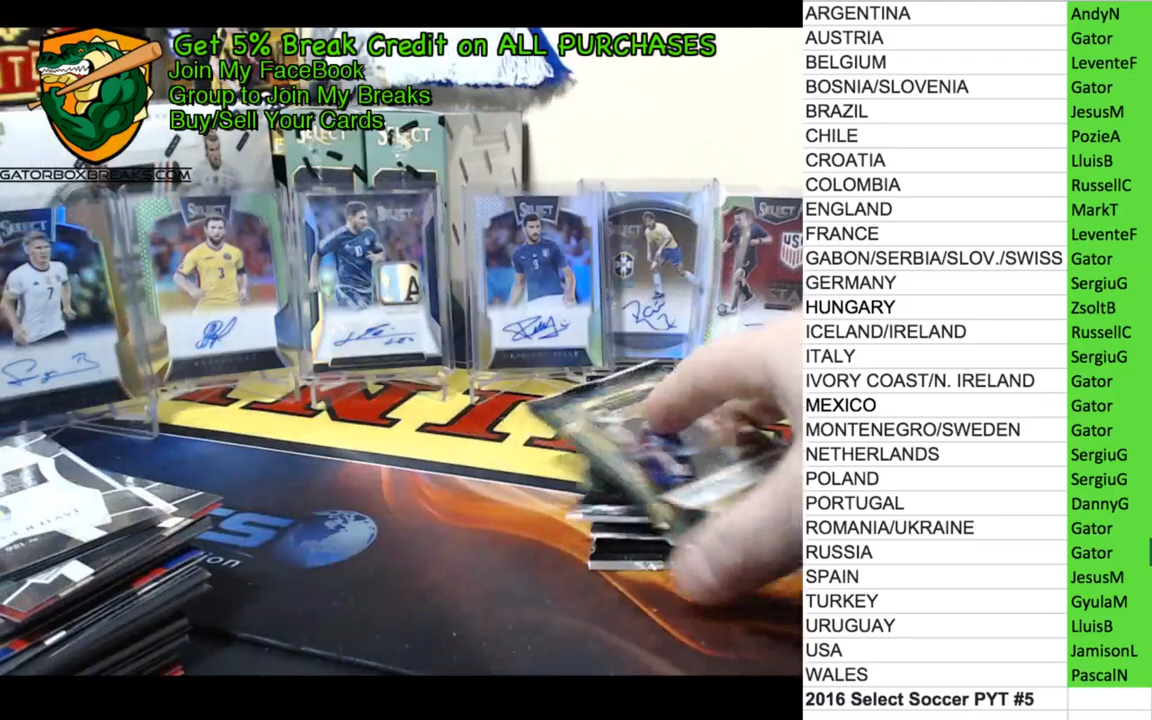 Get 5% Break Credit on ALL PURCHASES
Join My FaceBook
Group to Join My Breaks
Buy/Sell Your Cards
GATORBOXBREAKS.COM
SELECT
SELECT
SELECT
ARGENTINA AndyN
AUSTRIA Gator
BELGIUM LeventeF
BOSNIA/SLOVENIA Gator
BRAZIL JesusM
CHILE PozieA
CROATIA LluisB
COLOMBIA RussellC
ENGLAND MarkT
FRANCE LeventeF
GABON/SERBIA/SLOV./SWISS Gator
GERMANY SergiuG
HUNGARY ZsoltB
ICELAND/IRELAND RussellC
ITALY SergiuG
IVORY COAST/N. IRELAND Gator
MEXICO Gator
MONTENEGRO/SWEDEN Gator
NETHERLANDS SergiuG
POLAND SergiuG
PORTUGAL DannyG
ROMANIA/UKRAINE Gator
RUSSIA Gator
SPAIN JesusM
TURKEY GyulaM
URUGUAY LluisB
USA JamisonL
WALES PascalN
2016 Select Soccer PYT #5